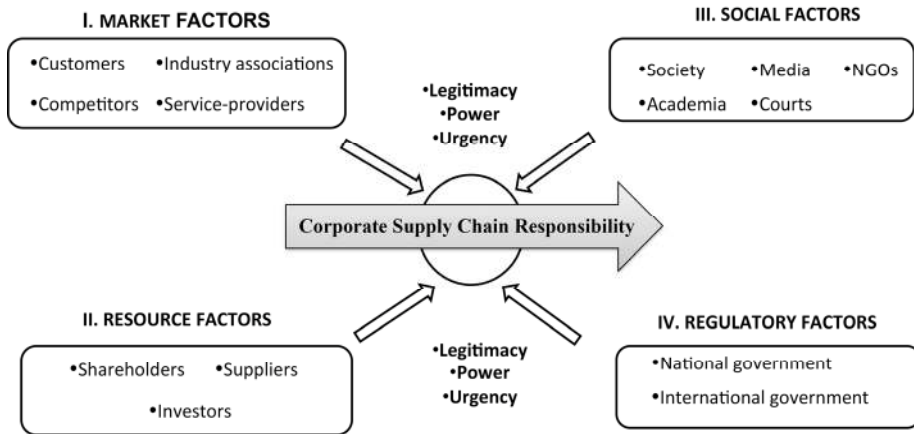 I. MARKET FACTORS
•Customers •Industry associations
•Competitors •Service-providers
III. SOCIAL FACTORS
•Society •Media •NGOs
•Academia •Courts
•Legitimacy
•Power
•Urgency
Corporate Supply Chain Responsibility
II. RESOURCE FACTORS
•Shareholders •Suppliers
•Investors
•Legitimacy
•Power
•Urgency
IV. REGULATORY FACTORS
•National government
•International government